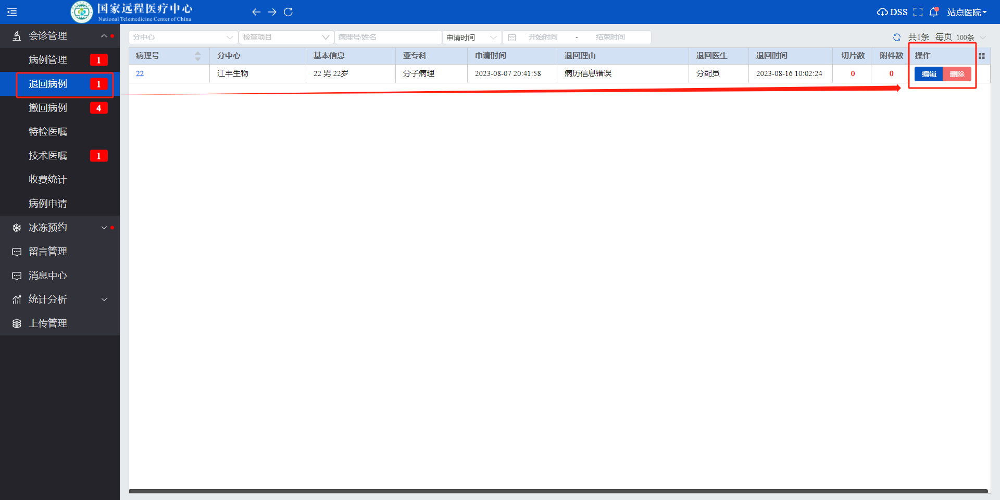 国家远程医疗中心
National Telemedicine Center of China
DSS
站点医院
会诊管理
病例管理 1
退回病例 1
撤回病例 4
特检医嘱
技术医嘱 1
收费统计
病例申请
冰冻预约
留言管理
消息中心
统计分析
上传管理
分中心 检查项目 病理号/姓名 申请时间 开始时间 - 结束时间 共1条 每页 100条
病理号 分中心 基本信息 亚专科 申请时间 退回理由 退回医生 退回时间 切片数 附件数 操作
22 江丰生物 22 男 22岁 分子病理 2023-08-07 20:41:58 病历信息错误 分配员 2023-08-16 10:02:24 0 0 编辑 删除